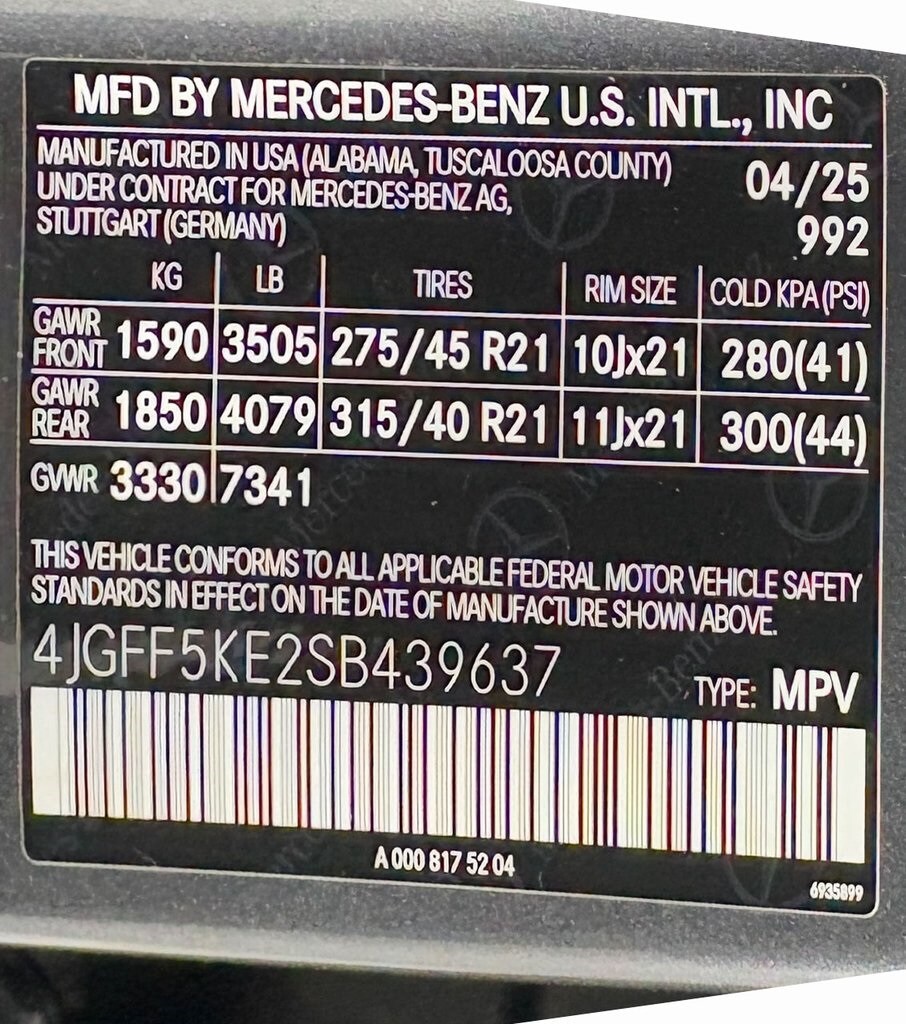 MFD BY MERCEDES-BENZ U.S. INTL., INC
MANUFACTURED IN USA (ALABAMA, TUSCALOOSA COUNTY) 04/25
UNDER CONTRACT FOR MERCEDES-BENZ AG,
STUTTGART (GERMANY) 992
KG LB TIRES RIM SIZE COLD KPA (PSI)
GAWR FRONT 1590 3505 275/45 R21 10Jx21 280(41)
GAWR REAR 1850 4079 315/40 R21 11Jx21 300(44)
GVWR 3330 7341
THIS VEHICLE CONFORMS TO ALL APPLICABLE FEDERAL MOTOR VEHICLE SAFETY
STANDARDS IN EFFECT ON THE DATE OF MANUFACTURE SHOWN ABOVE.
4JGFF5KE2SB439637
TYPE: MPV
A 000 817 52 04
6935899